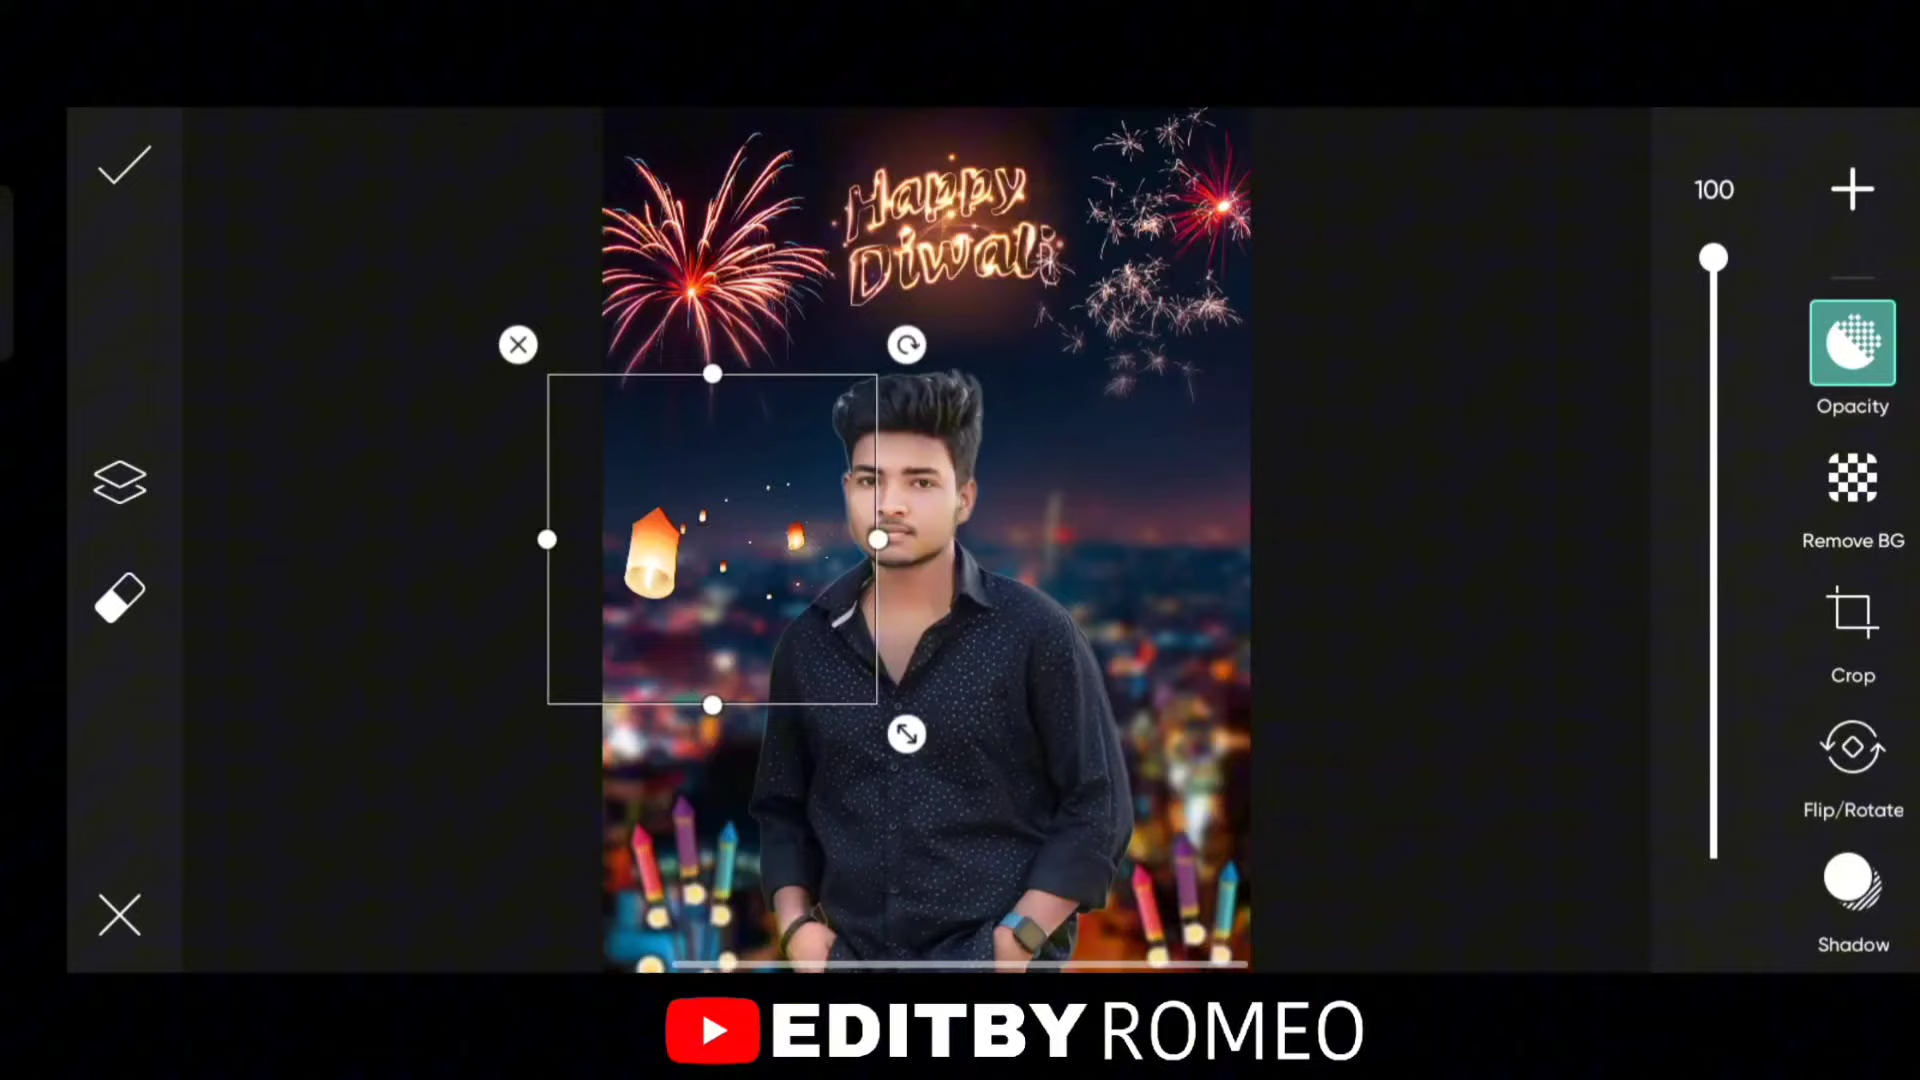 Happy
Diwali
100
Opacity
Remove BG
Crop
Flip/Rotate
Shadow
EDITBY ROMEO